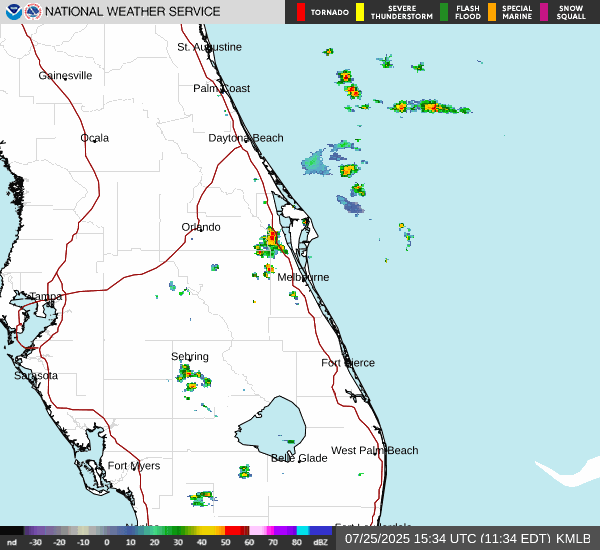 NATIONAL WEATHER SERVICE
TORNADO
SEVERE THUNDERSTORM
FLASH FLOOD
SPECIAL MARINE
SNOW SQUALL
St. Augustine
Gainesville
Palm Coast
Ocala
Daytona Beach
Orlando
Melbourne
Tampa
Sebring
Fort Pierce
Sarasota
West Palm Beach
Belle Glade
Fort Myers
nd -30 -20 -10 0 10 20 30 40 50 60 70 80 dBZ
07/25/2025 15:34 UTC (11:34 EDT) KMLB